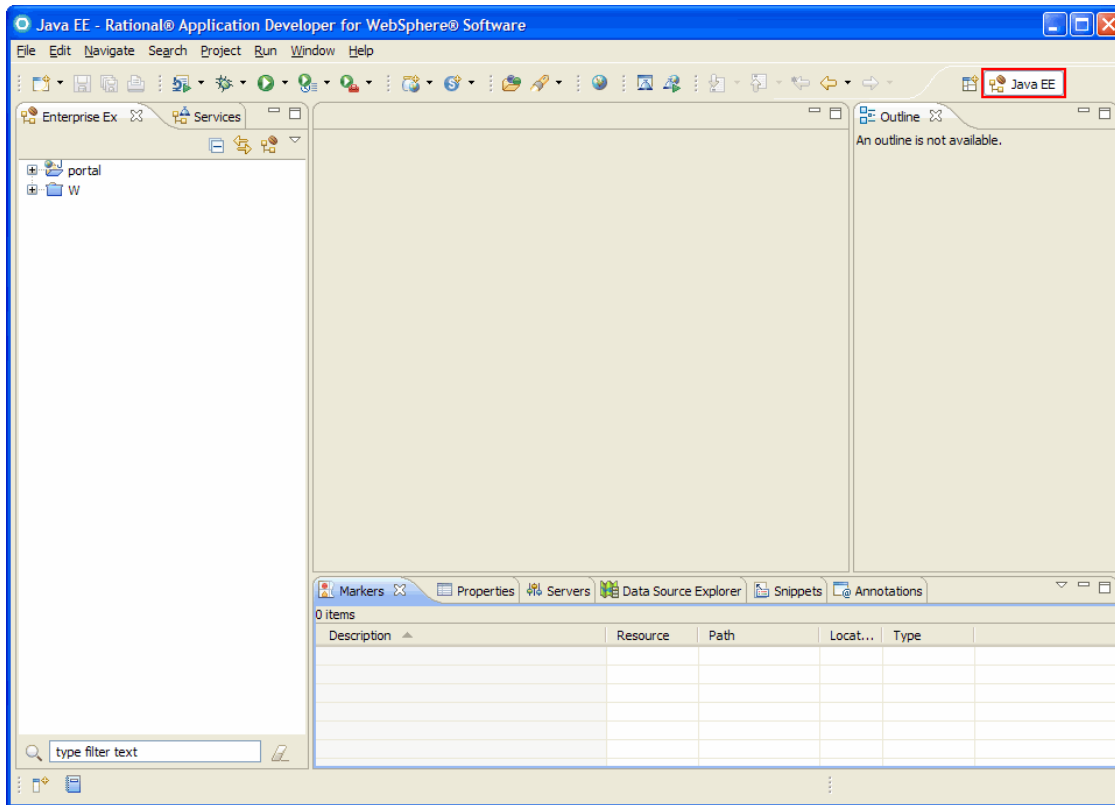 Java EE - Rational® Application Developer for WebSphere® Software
File Edit Navigate Search Project Run Window Help
Java EE
Enterprise Ex Services
Outline
An outline is not available.
portal
W
Markers Properties Servers Data Source Explorer Snippets Annotations
0 items
Description Resource Path Locat... Type
type filter text